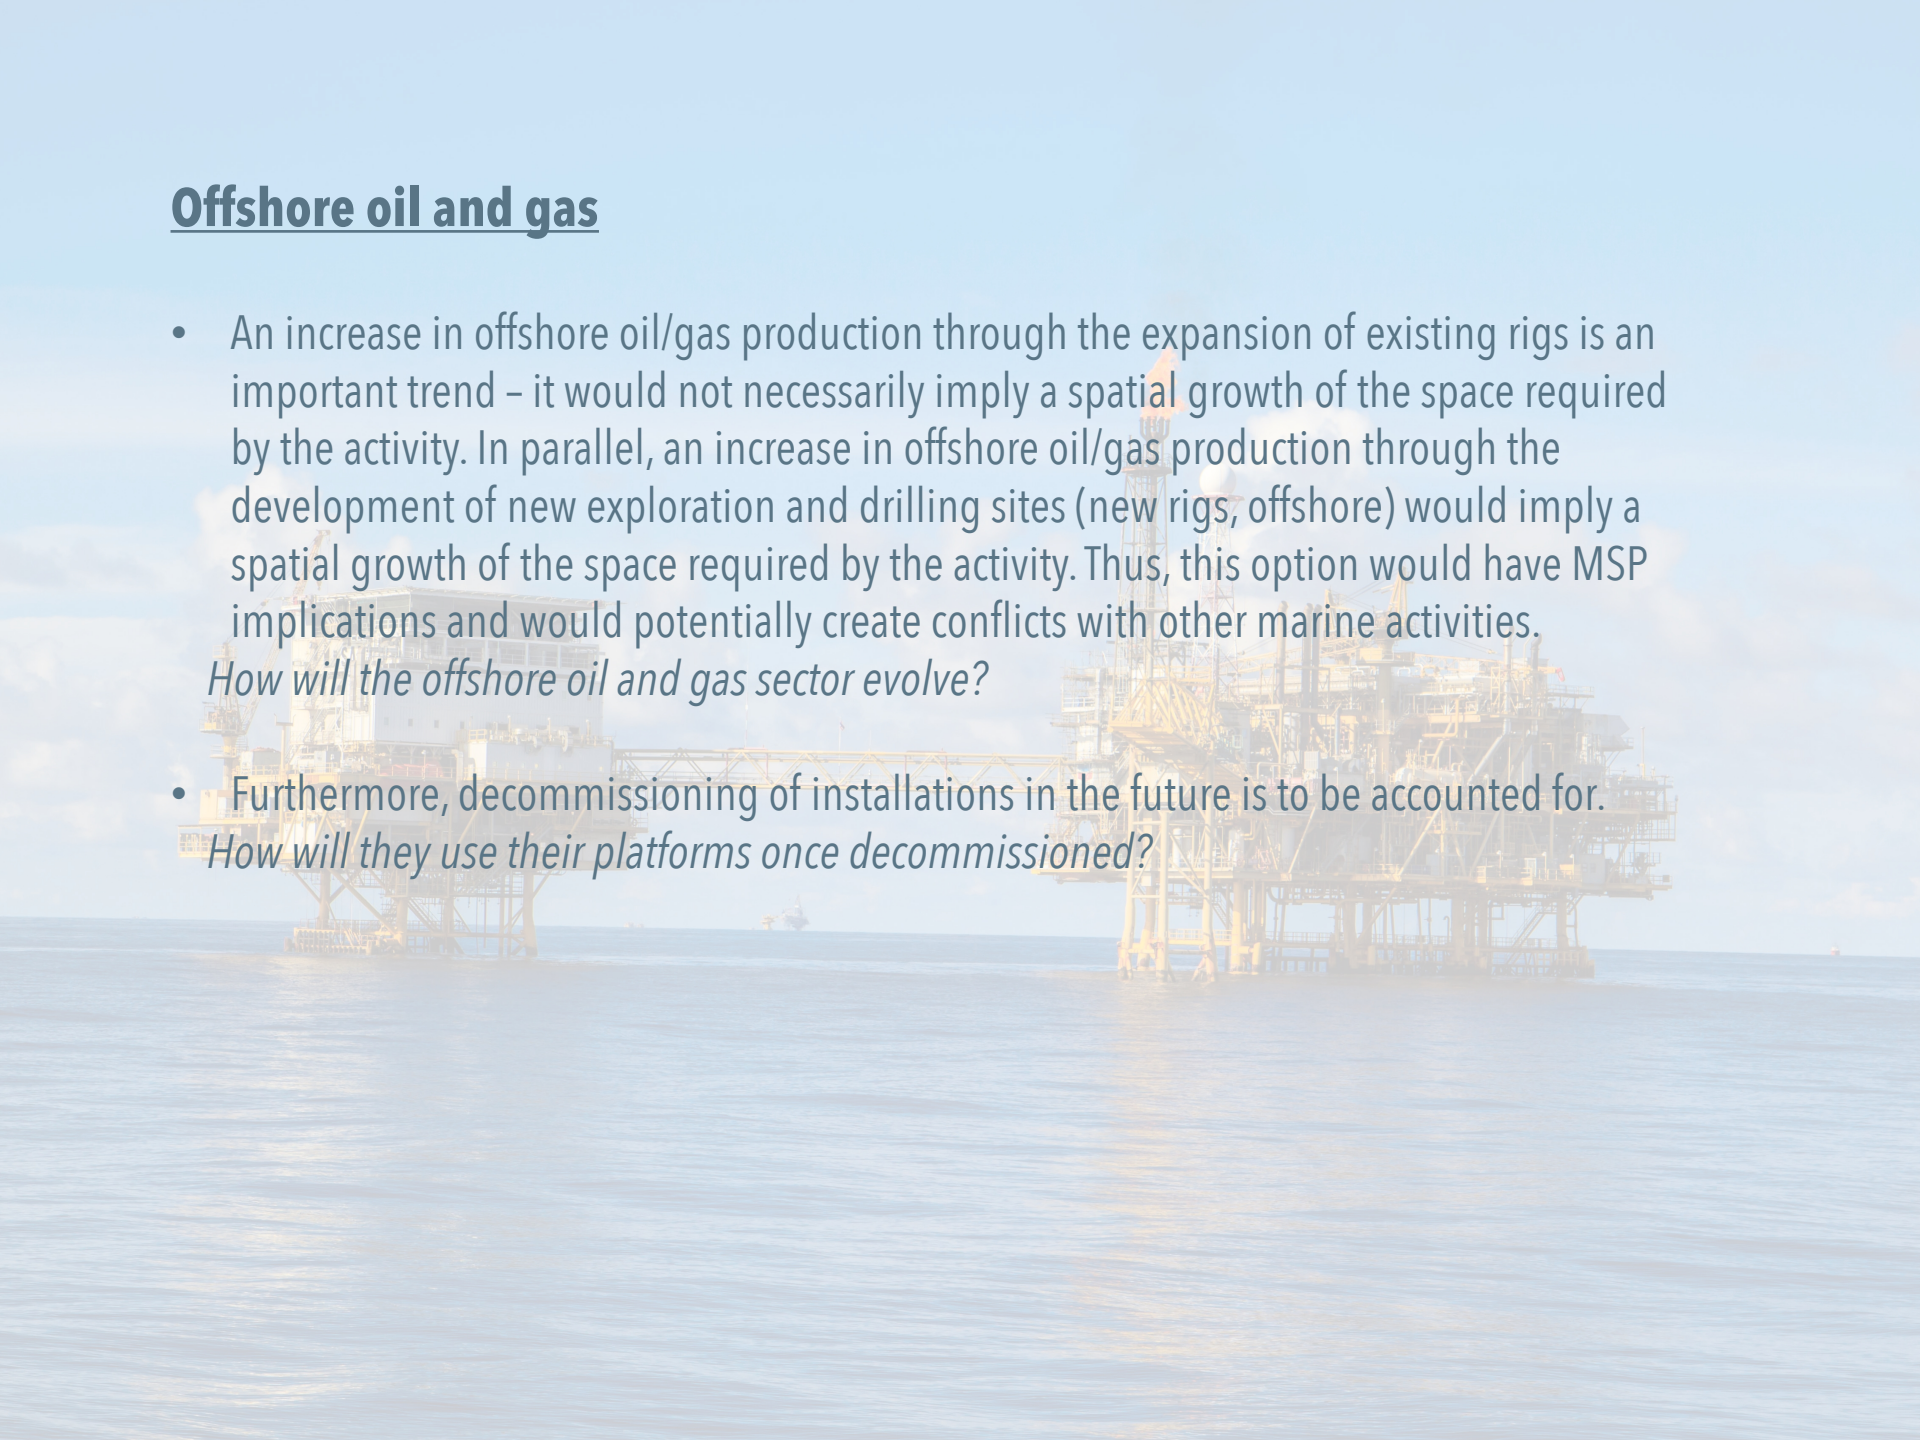 Offshore oil and gas
• An increase in offshore oil/gas production through the expansion of existing rigs is an
important trend – it would not necessarily imply a spatial growth of the space required
by the activity. In parallel, an increase in offshore oil/gas production through the
development of new exploration and drilling sites (new rigs, offshore) would imply a
spatial growth of the space required by the activity. Thus, this option would have MSP
implications and would potentially create conflicts with other marine activities.
How will the offshore oil and gas sector evolve?
• Furthermore, decommissioning of installations in the future is to be accounted for.
How will they use their platforms once decommissioned?